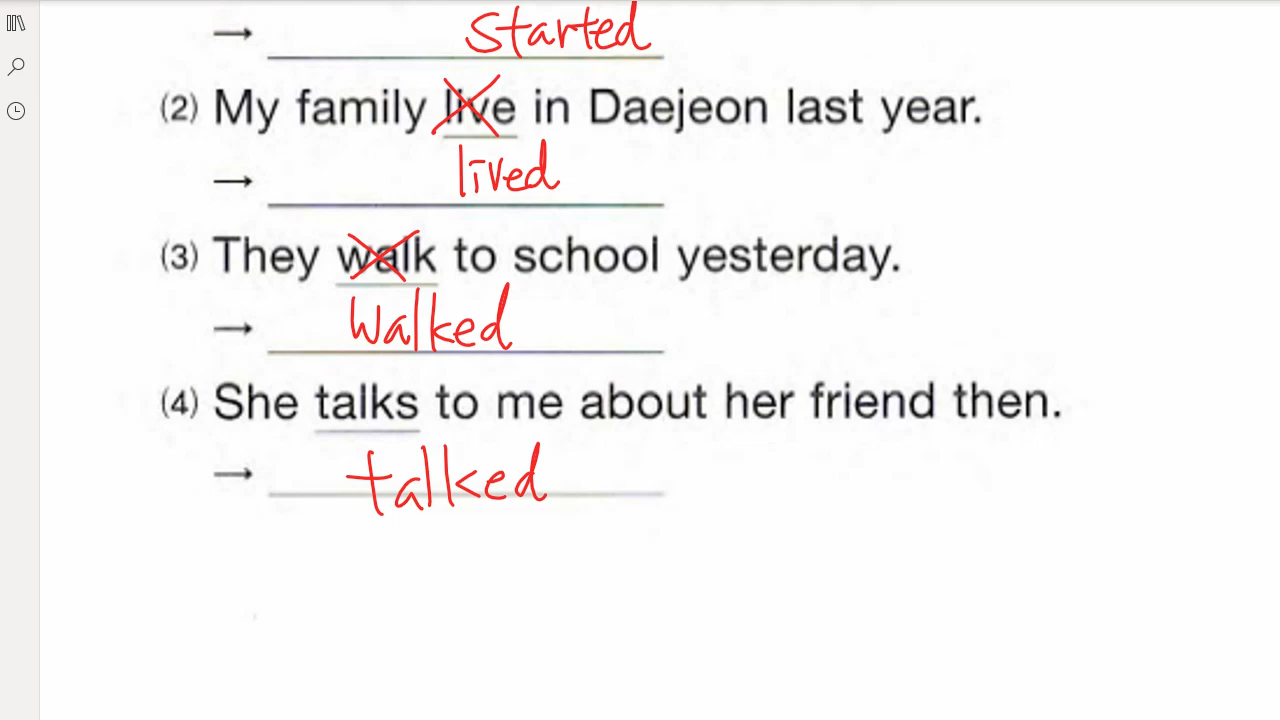 → started
(2) My family live in Daejeon last year.
→ lived
(3) They walk to school yesterday.
→ walked
(4) She talks to me about her friend then.
→ talked